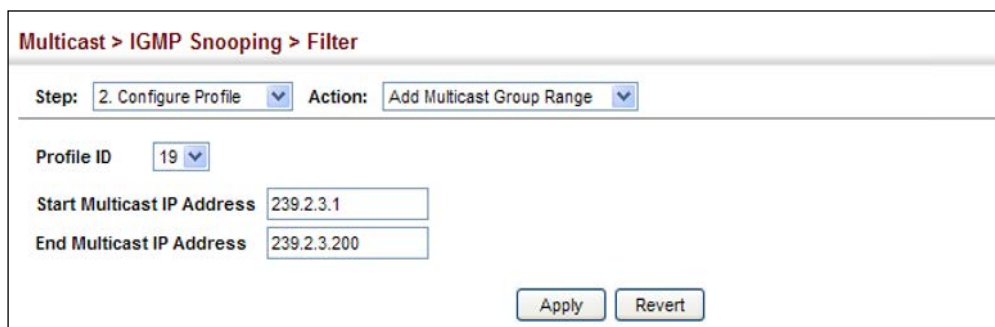 Multicast > IGMP Snooping > Filter
Step: 2. Configure Profile Action: Add Multicast Group Range
Profile ID 19
Start Multicast IP Address 239.2.3.1
End Multicast IP Address 239.2.3.200
Apply Revert